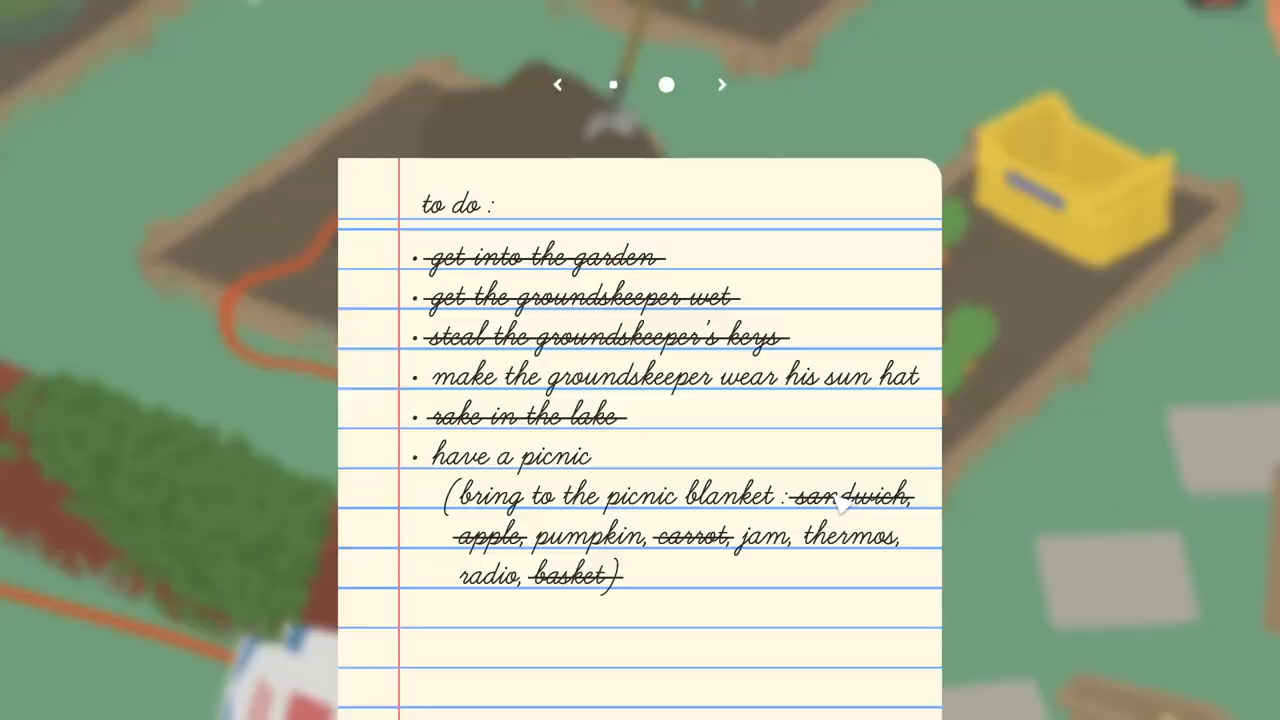 to do :
• get into the garden
• get the groundskeeper wet
• steal the groundskeeper's keys
• make the groundskeeper wear his sun hat
• rake in the lake
• have a picnic
(bring to the picnic blanket : sandwich,
apple, pumpkin, carrot, jam, thermos,
radio, basket)